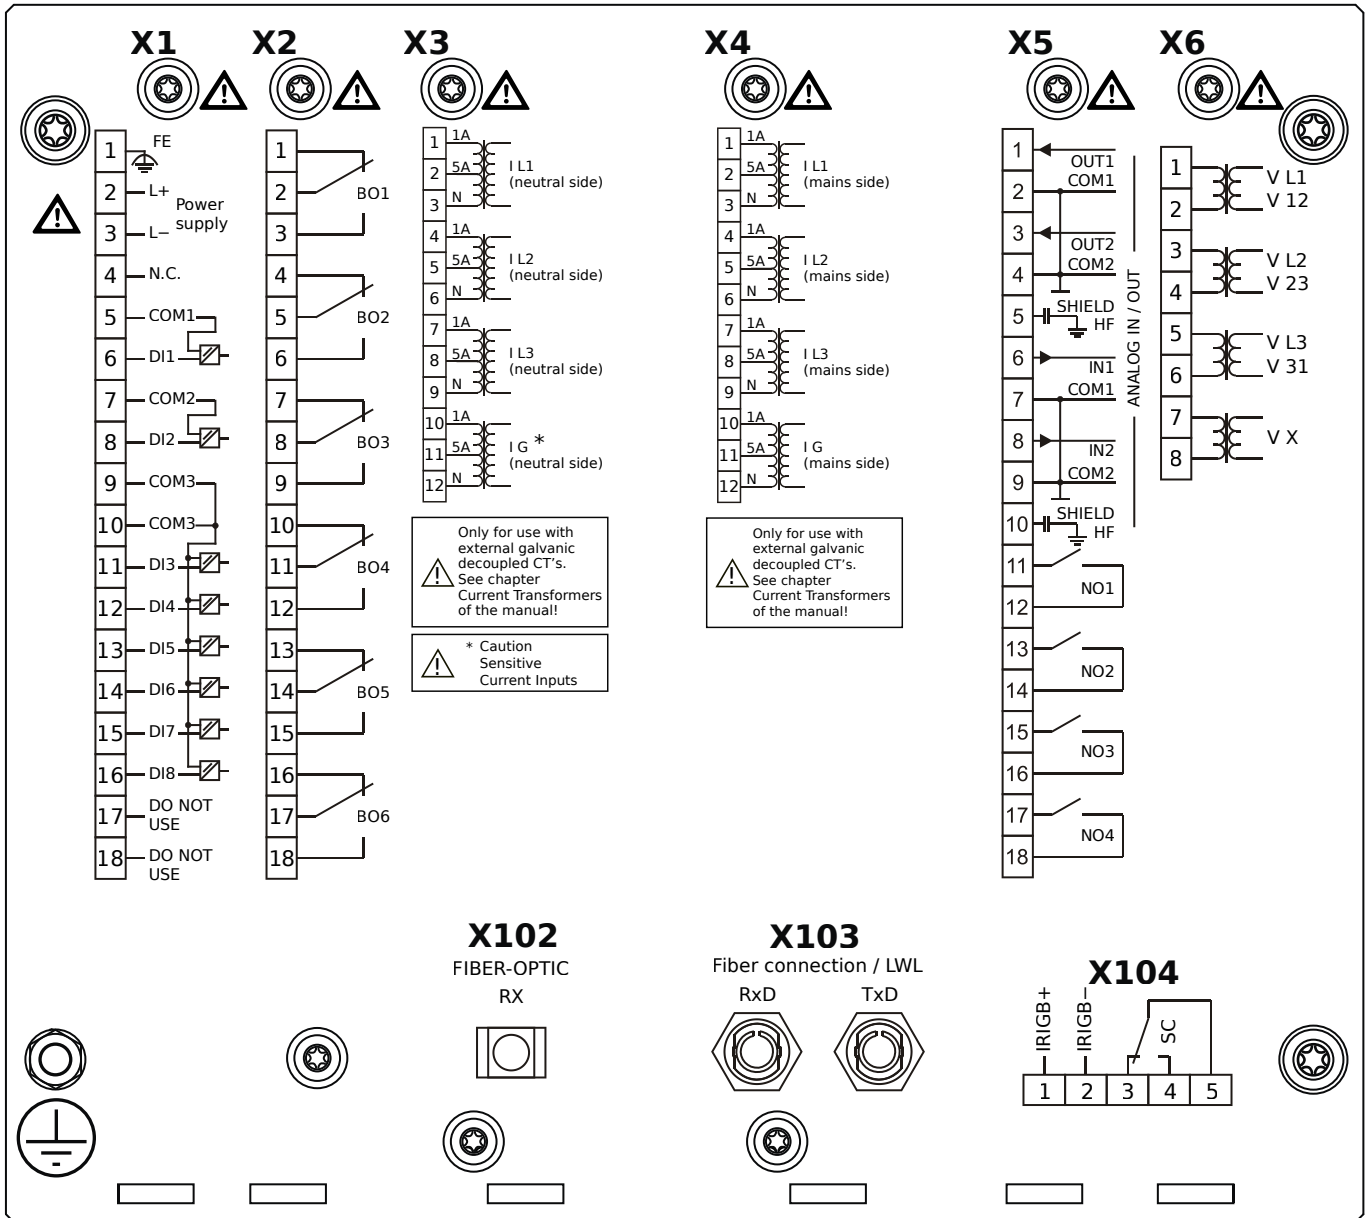 X1 X2 X3 X4 X5 X6
1 FE
2 L+ Power
supply
3 L−
4 N.C.
5 COM1
6 DI1
7 COM2
8 DI2
9 COM3
10 COM3
11 DI3
12 DI4
13 DI5
14 DI6
15 DI7
16 DI8
17 DO NOT
USE
18 DO NOT
USE
1
2 BO1
3
4
5 BO2
6
7
8 BO3
9
10
11 BO4
12
13
14 BO5
15
16
17 BO6
18
1 1A
2 5A I L1
(neutral side)
3 N
4 1A
5 5A I L2
(neutral side)
6 N
7 1A
8 5A I L3
(neutral side)
9 N
10 1A
11 5A I G *
(neutral side)
12 N
Only for use with
external galvanic
decoupled CT's.
See chapter
Current Transformers
of the manual!
* Caution
Sensitive
Current Inputs
1 1A
2 5A I L1
(mains side)
3 N
4 1A
5 5A I L2
(mains side)
6 N
7 1A
8 5A I L3
(mains side)
9 N
10 1A
11 5A I G
(mains side)
12 N
Only for use with
external galvanic
decoupled CT's.
See chapter
Current Transformers
of the manual!
1 OUT1
2 COM1
3 OUT2
4 COM2
5 SHIELD
HF
6 IN1
7 COM1
8 IN2
9 COM2
10 SHIELD
HF
ANALOG IN / OUT
11
NO1
12
13
NO2
14
15
NO3
16
17
NO4
18
1 V L1
2 V 12
3 V L2
4 V 23
5 V L3
6 V 31
7 V X
8
X102
FIBER-OPTIC
RX
X103
Fiber connection / LWL
RxD TxD
X104
IRIGB+ IRIGB− SC
1 2 3 4 5